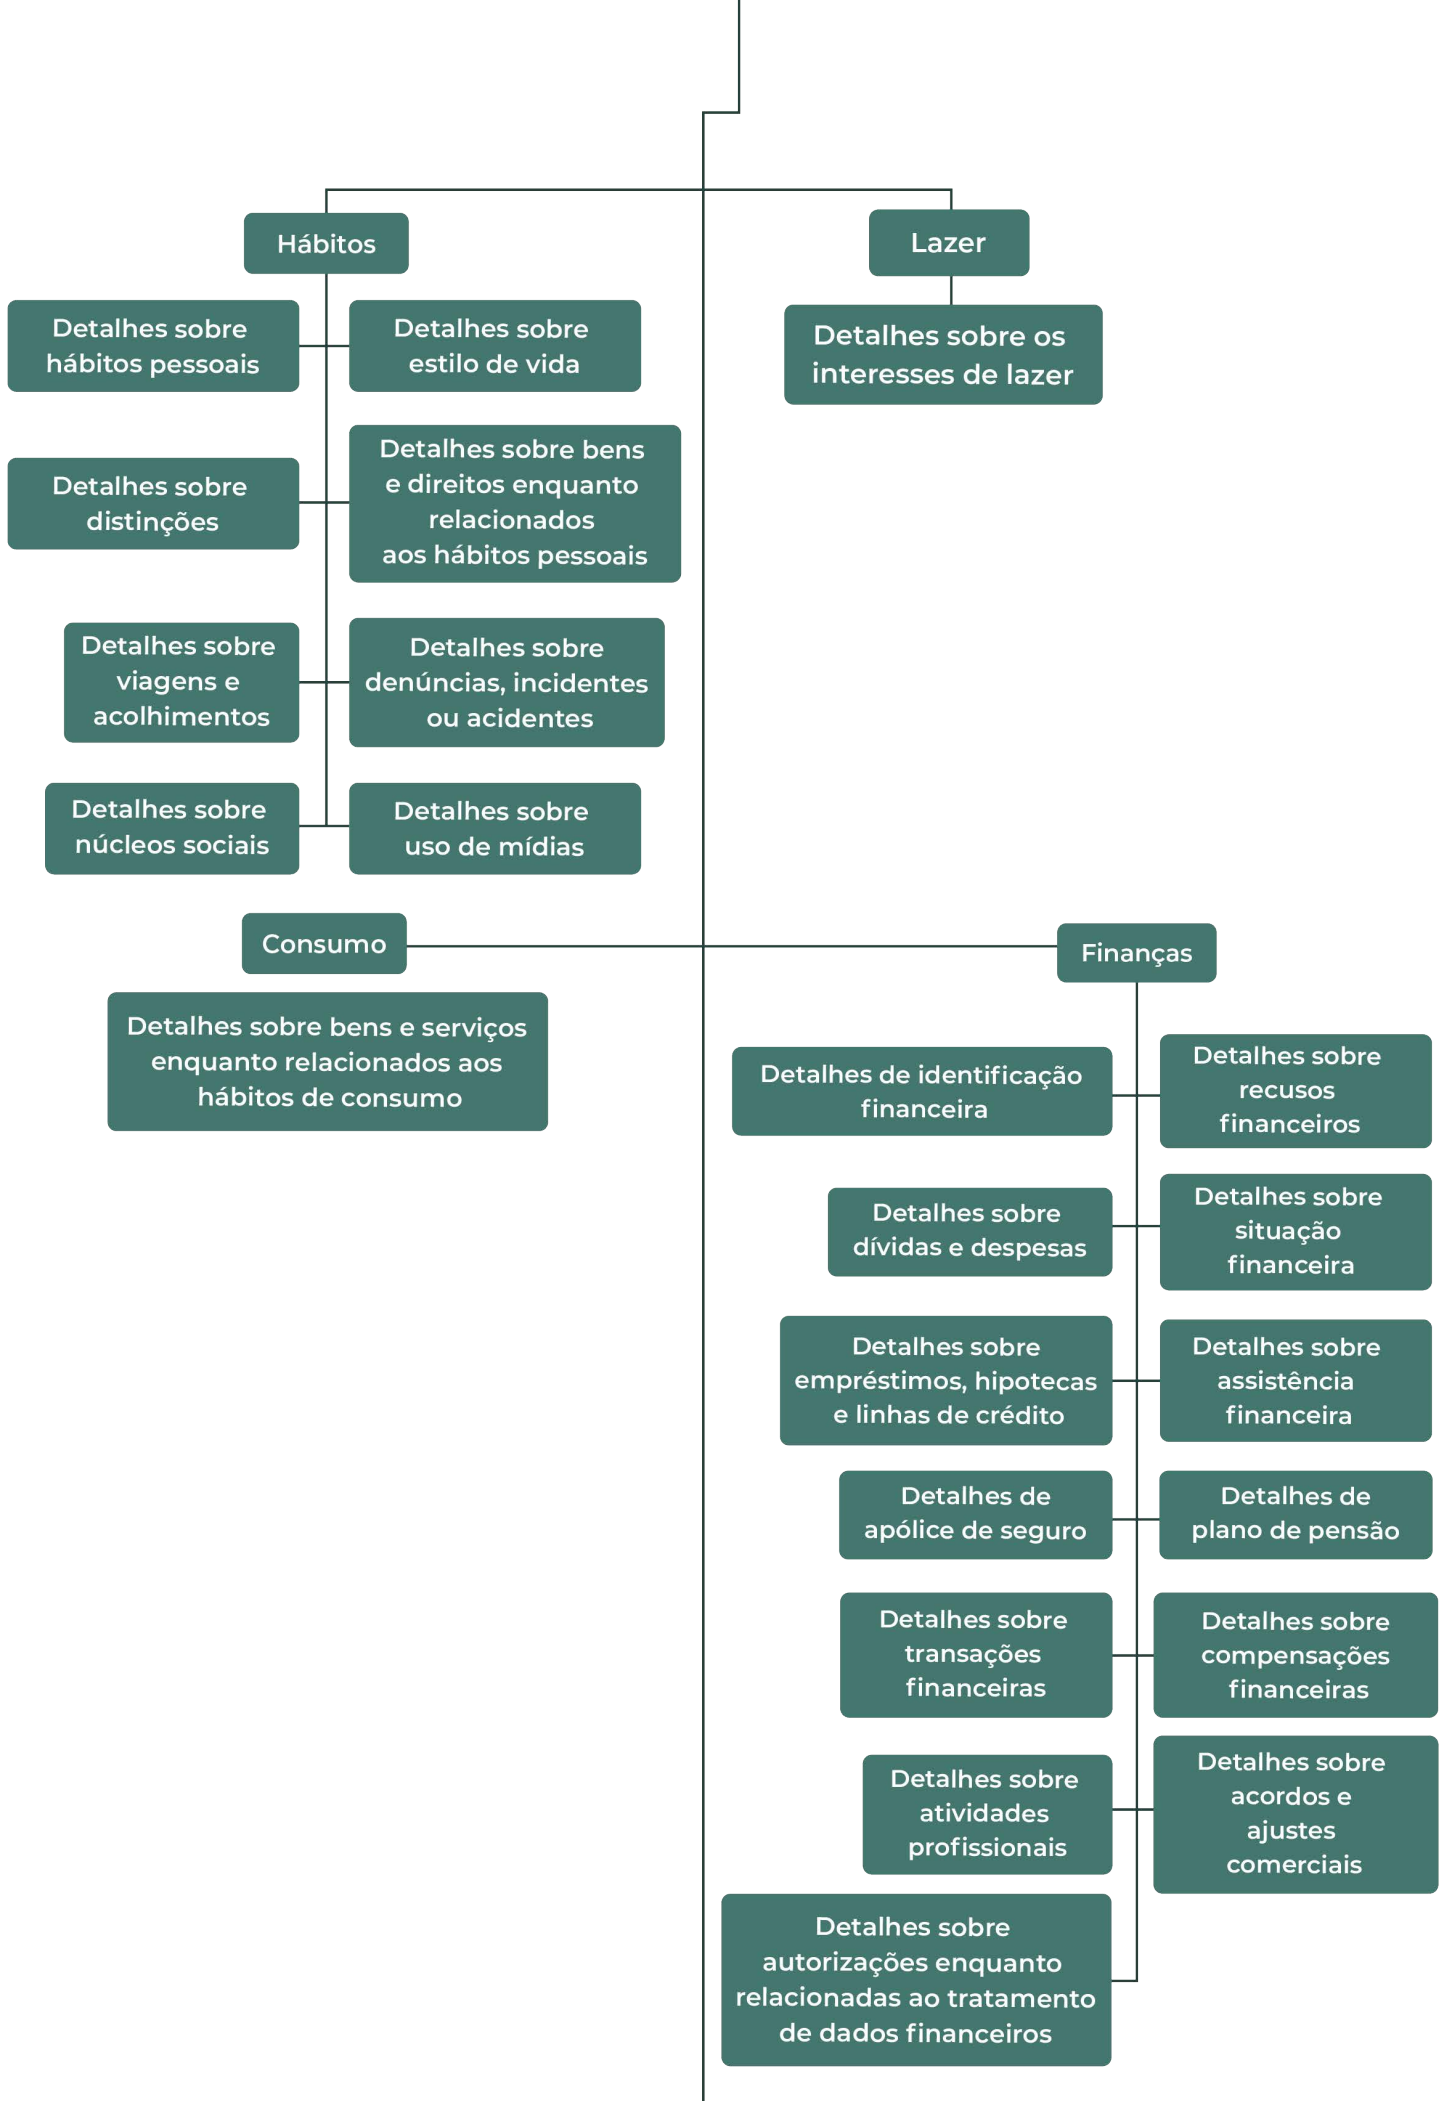 Hábitos
Lazer
Detalhes sobre
hábitos pessoais
Detalhes sobre
estilo de vida
Detalhes sobre os
interesses de lazer
Detalhes sobre
distinções
Detalhes sobre bens
e direitos enquanto
relacionados
aos hábitos pessoais
Detalhes sobre
viagens e
acolhimentos
Detalhes sobre
denúncias, incidentes
ou acidentes
Detalhes sobre
núcleos sociais
Detalhes sobre
uso de mídias
Consumo
Finanças
Detalhes sobre bens e serviços
enquanto relacionados aos
hábitos de consumo
Detalhes de identificação
financeira
Detalhes sobre
recusos
financeiros
Detalhes sobre
dívidas e despesas
Detalhes sobre
situação
financeira
Detalhes sobre
empréstimos, hipotecas
e linhas de crédito
Detalhes sobre
assistência
financeira
Detalhes de
apólice de seguro
Detalhes de
plano de pensão
Detalhes sobre
transações
financeiras
Detalhes sobre
compensações
financeiras
Detalhes sobre
atividades
profissionais
Detalhes sobre
acordos e
ajustes
comerciais
Detalhes sobre
autorizações enquanto
relacionadas ao tratamento
de dados financeiros